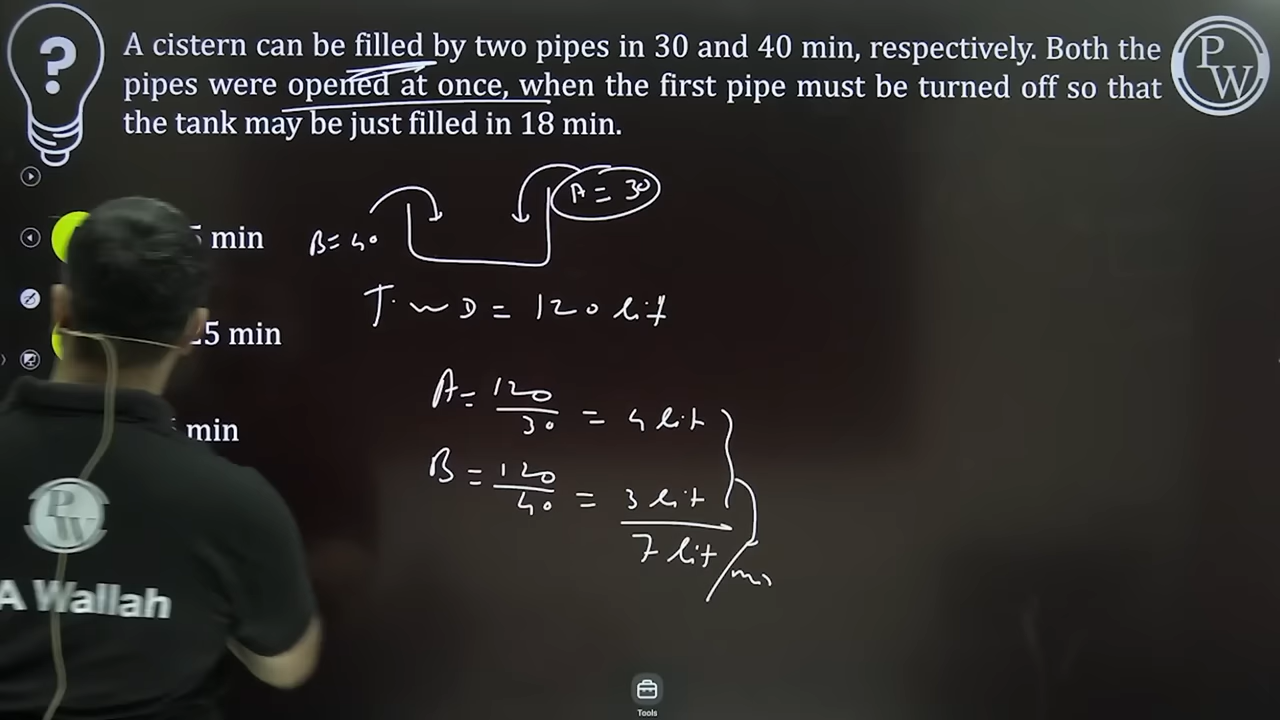 ?
A cistern can be filled by two pipes in 30 and 40 min, respectively. Both the
pipes were opened at once, when the first pipe must be turned off so that
the tank may be just filled in 18 min.
P
W
A = 30
B = 40
5 min
T. W D = 120 lit
25 min
A = 120/30 = 4 lit
min
B = 120/40 = 3 lit
7 lit/min
P
W
A Wallah
Tools